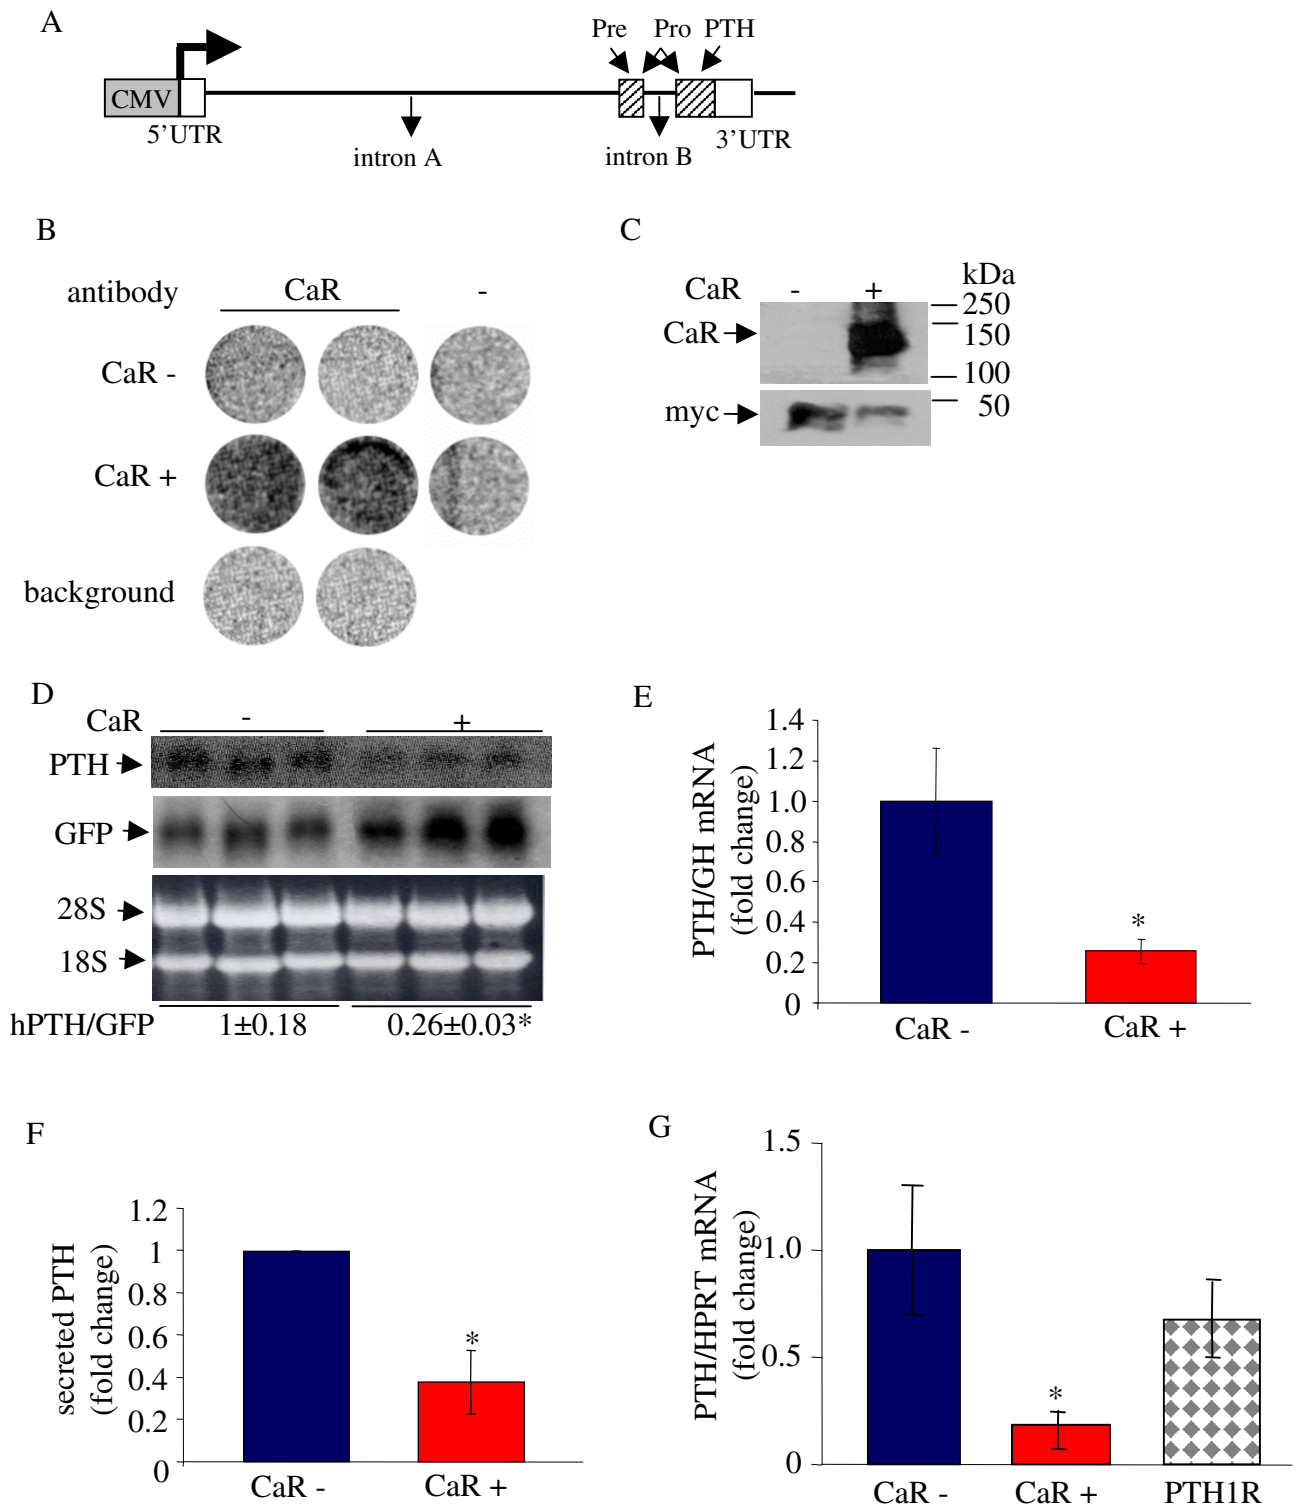 A
Pre Pro PTH
CMV
5’UTR
intron A
intron B
3’UTR
B
antibody CaR -
CaR -
CaR +
background
C
CaR - + kDa
CaR
250
150
100
myc
50
D
CaR - +
PTH
GFP
28S
18S
hPTH/GFP 1±0.18 0.26±0.03*
E
PTH/GH mRNA
(fold change)
1.4
1.2
1.0
0.8
0.6
0.4
0.2
0
*
CaR - CaR +
F
secreted PTH
(fold change)
1.2
1
0.8
0.6
0.4
0.2
0
*
CaR - CaR +
G
PTH/HPRT mRNA
(fold change)
1.5
1.0
0.5
0
*
CaR - CaR + PTH1R